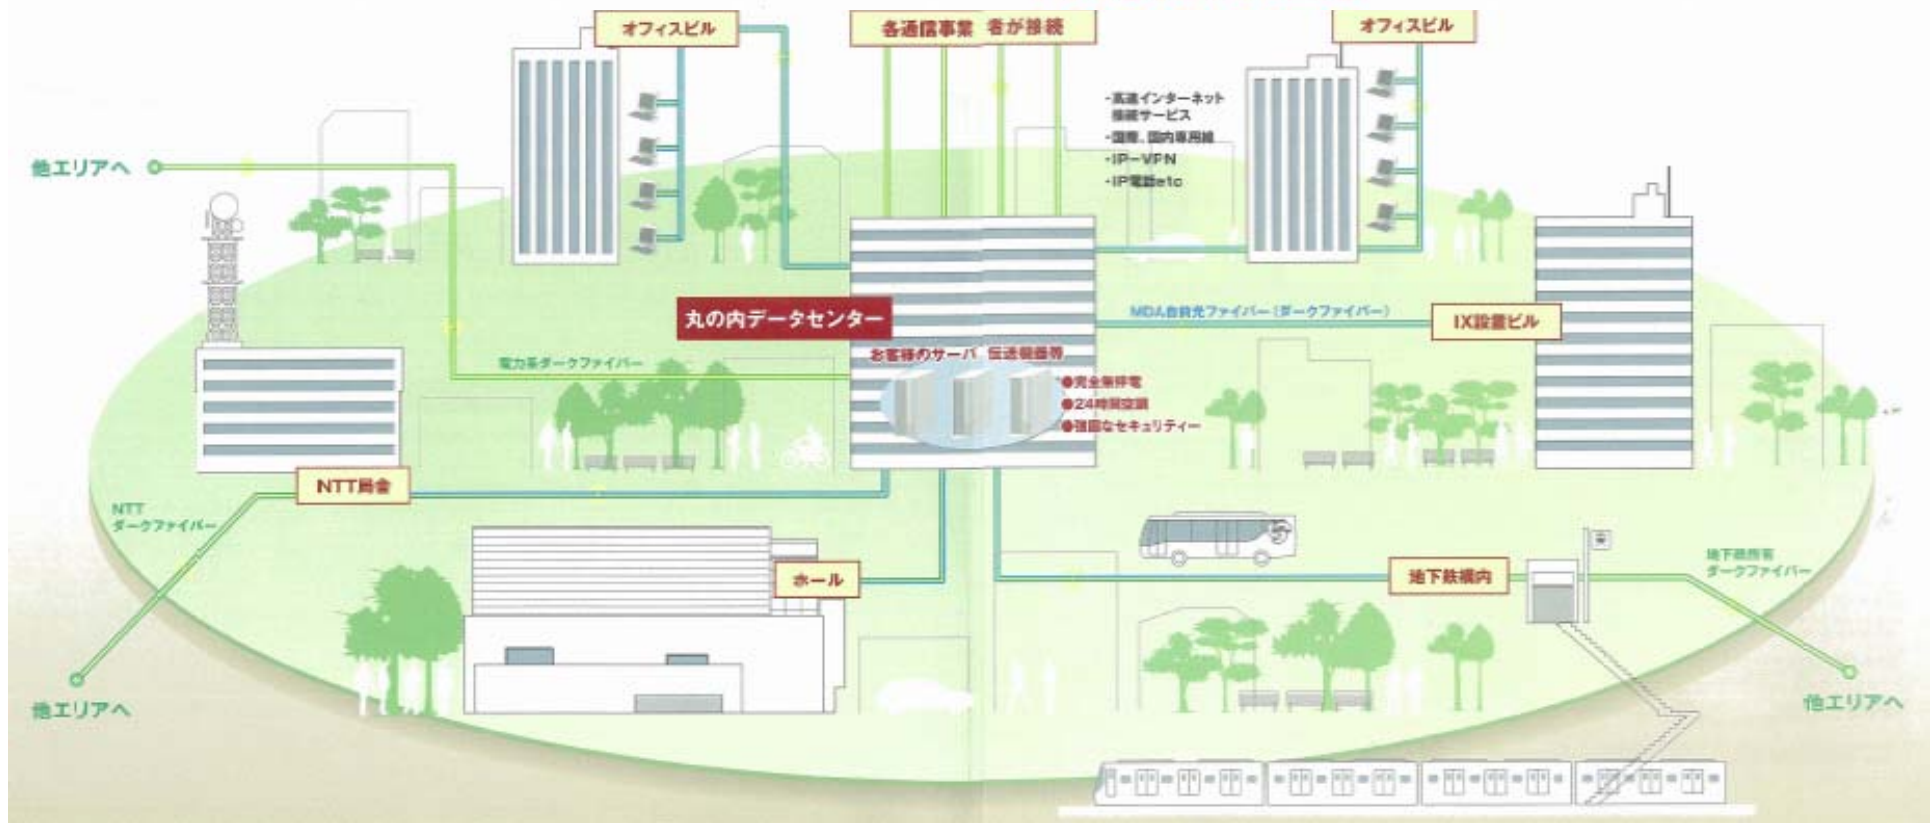 オフィスビル
各通信事業者が接続
オフィスビル
・高速インターネット
接続サービス
・国際、国内専用線
・IP－VPN
・IP電話etc
他エリアへ
丸の内データセンター
MDA自前光ファイバー（ダークファイバー）
IX設置ビル
お客様のサーバ 伝送機器等
電力系ダークファイバー
●完全無停電
●24時間空調
●強固なセキュリティー
NTT局舎
NTT
ダークファイバー
ホール
地下鉄構内
地下鉄所有
ダークファイバー
他エリアへ
他エリアへ